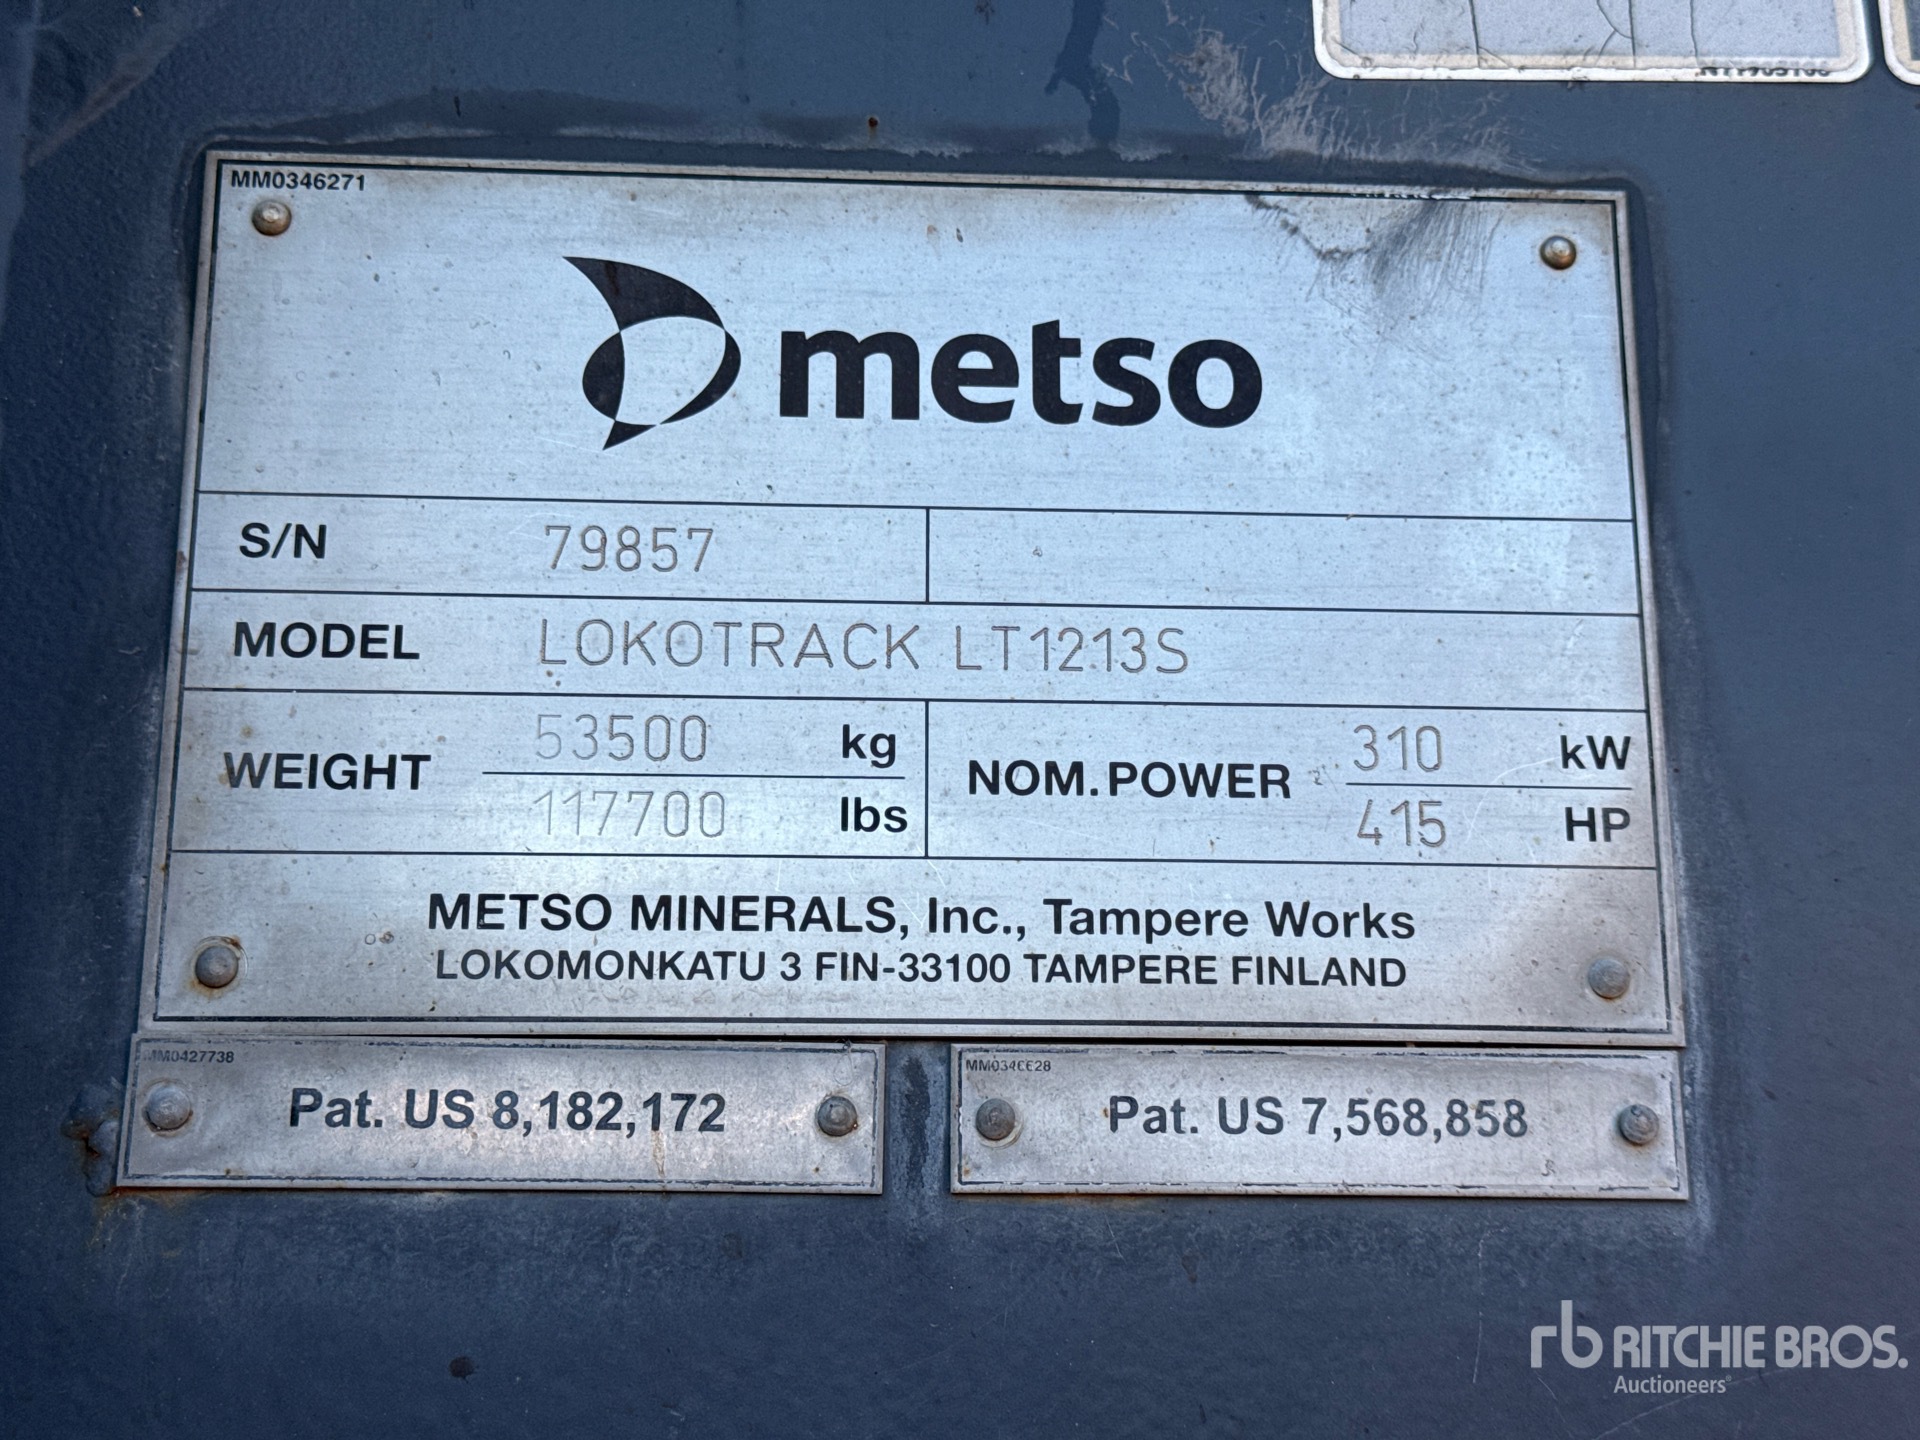 MM0346271
metso
S/N 79857
MODEL LOKOTRACK LT1213S
WEIGHT 53500 kg
117700 lbs
NOM. POWER 310 kW
415 HP
METSO MINERALS, Inc., Tampere Works
LOKOMONKATU 3 FIN-33100 TAMPERE FINLAND
MM0427738
Pat. US 8,182,172
Pat. US 7,568,858
rb RITCHIE BROS.
Auctioneers